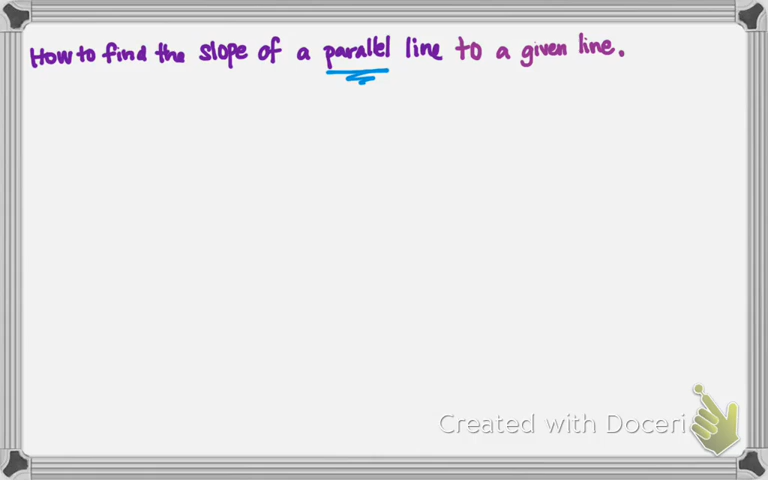 How to find the slope of a parallel line to a given line.
Created with Doceri